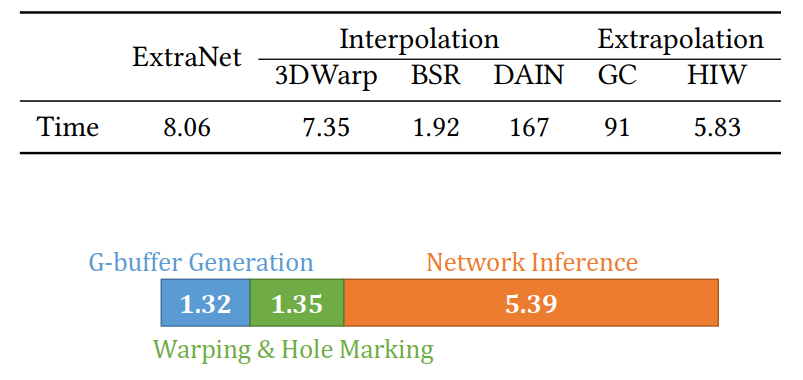 ExtraNet Interpolation Extrapolation
3DWarp BSR DAIN GC HIW
Time 8.06 7.35 1.92 167 91 5.83
G-buffer Generation Network Inference
1.32 1.35 5.39
Warping & Hole Marking